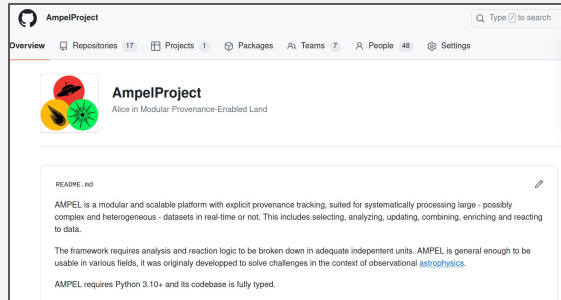 AmpelProject
Type / to search
Overview Repositories 17 Projects 1 Packages Teams 7 People 48 Settings
AmpelProject
Alice in Modular Provenance-Enabled Land
README.md
AMPEL is a modular and scalable platform with explicit provenance tracking, suited for systematically processing large - possibly
complex and heterogeneous - datasets in real-time or not. This includes selecting, analyzing, updating, combining, enriching and reacting
to data.
The framework requires analysis and reaction logic to be broken down in adequate indepentent units. AMPEL is general enough to be
usable in various fields, it was originaly developped to solve challenges in the context of observational astrophysics.
AMPEL requires Python 3.10+ and its codebase is fully typed.